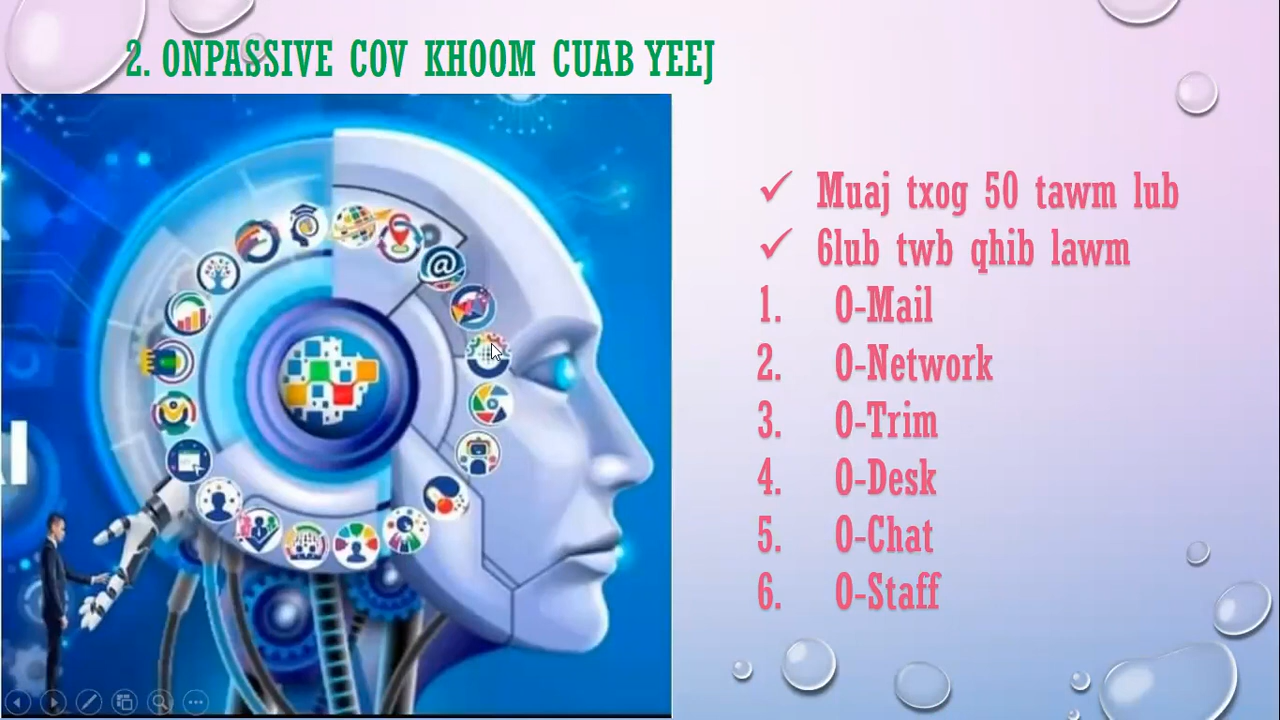 2. ONPASSIVE COV KHOOM CUAB YEEJ
✓ Muaj txog 50 tawm lub
✓ 6lub twb qhib lawm
1. O-Mail
2. O-Network
3. O-Trim
4. O-Desk
5. O-Chat
6. O-Staff